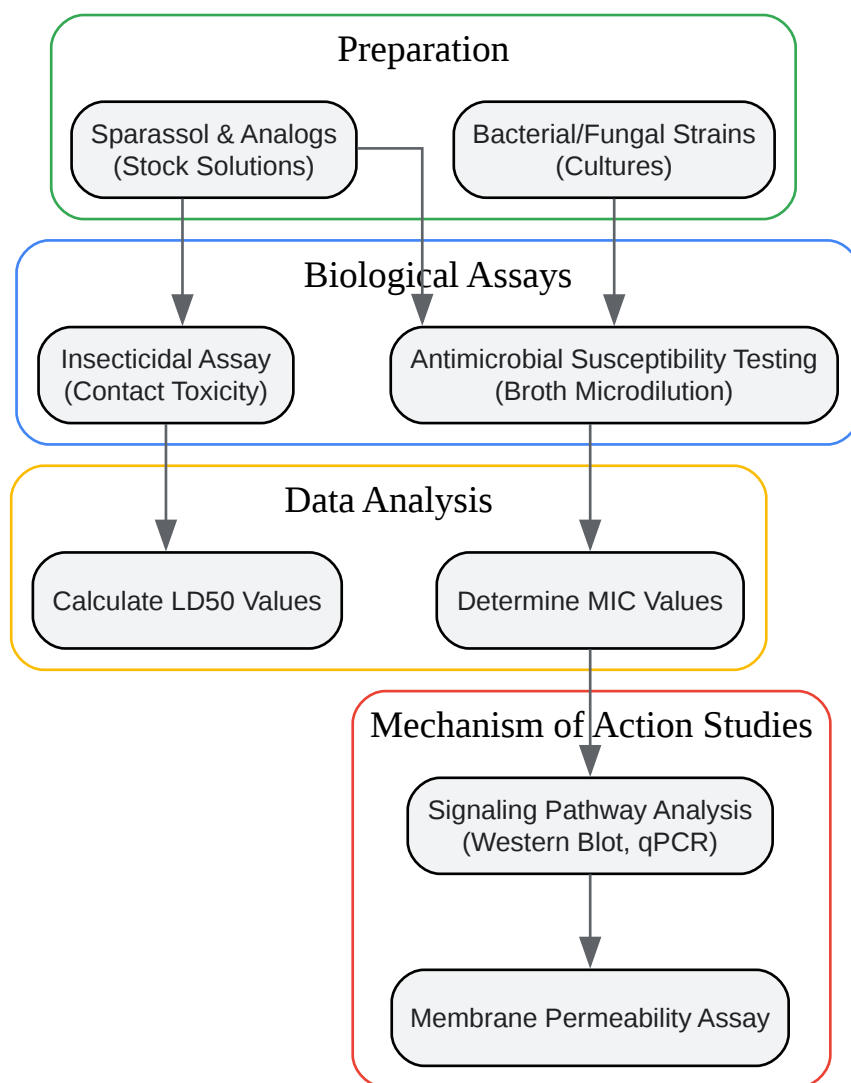 Preparation
Sparassol & Analogs
(Stock Solutions)
Bacterial/Fungal Strains
(Cultures)
Biological Assays
Insecticidal Assay
(Contact Toxicity)
Antimicrobial Susceptibility Testing
(Broth Microdilution)
Data Analysis
Calculate LD50 Values
Determine MIC Values
Mechanism of Action Studies
Signaling Pathway Analysis
(Western Blot, qPCR)
Membrane Permeability Assay